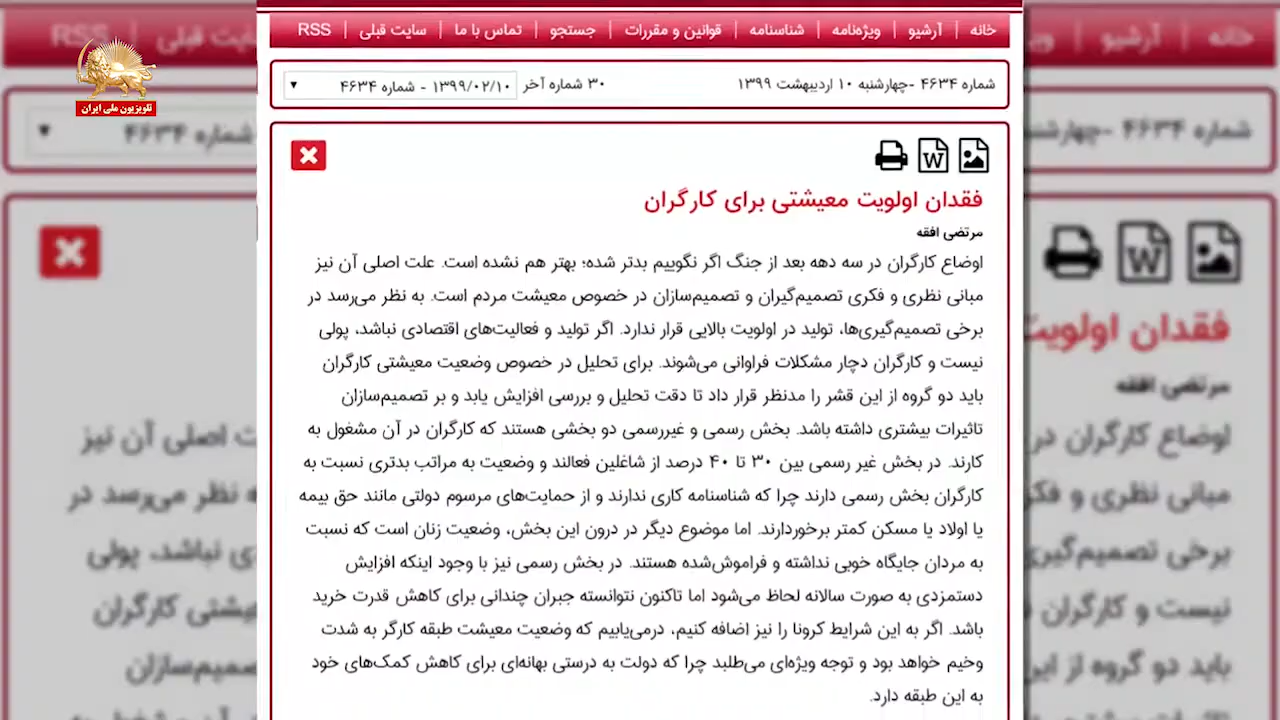 خانه | آرشیو | ویژه‌نامه | شناسنامه | قوانین و مقررات | جستجو | تماس با ما | سایت قبلی | RSS
شماره ۴۶۳۴ -چهارشنبه ۱۰ اردیبهشت ۱۳۹۹
۳۰ شماره آخر
۱۳۹۹/۰۲/۱۰ - شماره ۴۶۳۴
تلویزیون ملی ایران
فقدان اولویت معیشتی برای کارگران
مرتضی افقه
اوضاع کارگران در سه دهه بعد از جنگ اگر نگوییم بدتر شده؛ بهتر هم نشده است. علت اصلی آن نیز
مبانی نظری و فکری تصمیم‌گیران و تصمیم‌سازان در خصوص معیشت مردم است. به نظر می‌رسد در
برخی تصمیم‌گیری‌ها، تولید در اولویت بالایی قرار ندارد. اگر تولید و فعالیت‌های اقتصادی نباشد، پولی
نیست و کارگران دچار مشکلات فراوانی می‌شوند. برای تحلیل در خصوص وضعیت معیشتی کارگران
باید دو گروه از این قشر را مدنظر قرار داد تا دقت تحلیل و بررسی افزایش یابد و بر تصمیم‌سازان
تاثیرات بیشتری داشته باشد. بخش رسمی و غیررسمی دو بخشی هستند که کارگران در آن مشغول به
کارند. در بخش غیر رسمی بین ۳۰ تا ۴۰ درصد از شاغلین فعالند و وضعیت به مراتب بدتری نسبت به
کارگران بخش رسمی دارند چرا که شناسنامه کاری ندارند و از حمایت‌های مرسوم دولتی مانند حق بیمه
یا اولاد یا مسکن کمتر برخوردارند. اما موضوع دیگر در درون این بخش، وضعیت زنان است که نسبت
به مردان جایگاه خوبی نداشته و فراموش‌شده هستند. در بخش رسمی نیز با وجود اینکه افزایش
دستمزدی به صورت سالانه لحاظ می‌شود اما تاکنون نتوانسته جبران چندانی برای کاهش قدرت خرید
باشد. اگر به این شرایط کرونا را نیز اضافه کنیم، درمی‌یابیم که وضعیت معیشت طبقه کارگر به شدت
وخیم خواهد بود و توجه ویژه‌ای می‌طلبد چرا که دولت به درستی بهانه‌ای برای کاهش کمک‌های خود
به این طبقه دارد.